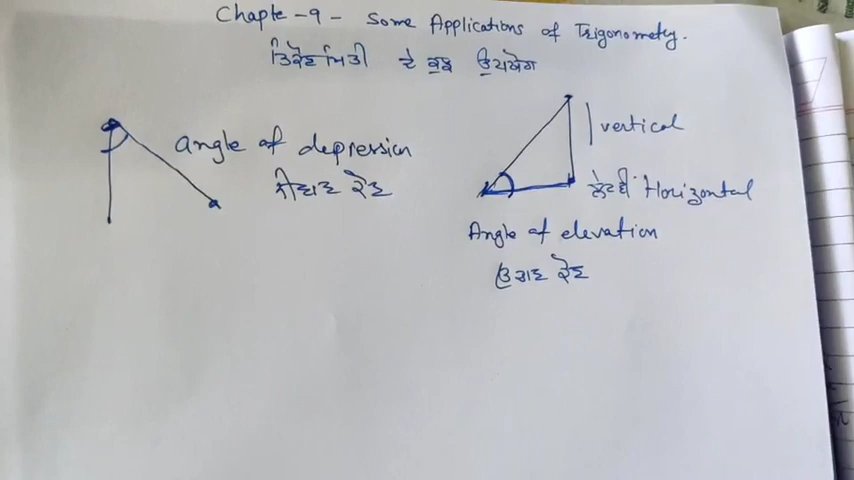 Chapte - 9 - Some Applications of Trigonometry.
ਤਿਕੋਣਮਿਤੀ ਦੇ ਕੁਝ ਉਪਯੋਗ
angle of depression
ਨੀਵਾਣ ਕੋਣ
vertical
ਲੇਟਵੀਂ Horizontal
Angle of elevation
ਉਚਾਣ ਕੋਣ